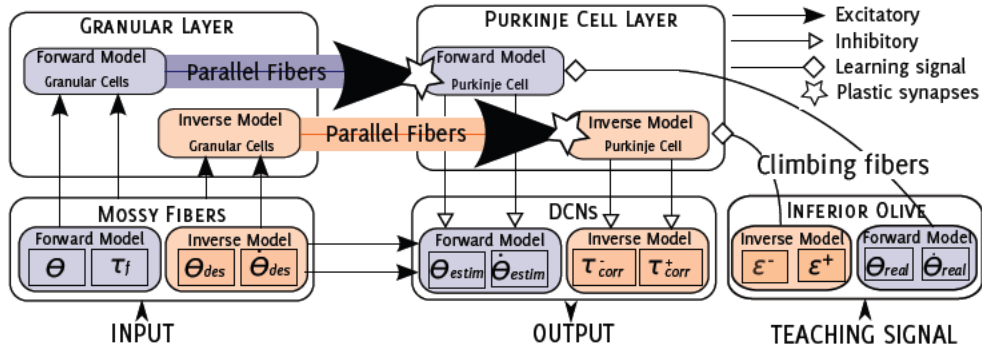 GRANULAR LAYER
Forward Model
Granular Cells
Parallel Fibers
Inverse Model
Granular Cells
Parallel Fibers
PURKINJE CELL LAYER
Forward Model
Purkinje Cell
Inverse Model
Purkinje Cell
Excitatory
Inhibitory
Learning signal
Plastic synapses
Climbing fibers
MOSSY FIBERS
Forward Model
Θ τf
Inverse Model
Θdes Θ̇des
DCNs
Forward Model
Θestim Θ̇estim
Inverse Model
τ⁻corr τ⁺corr
INFERIOR OLIVE
Inverse Model
ε⁻ ε⁺
Forward Model
Θreal Θ̇real
INPUT
OUTPUT
TEACHING SIGNAL